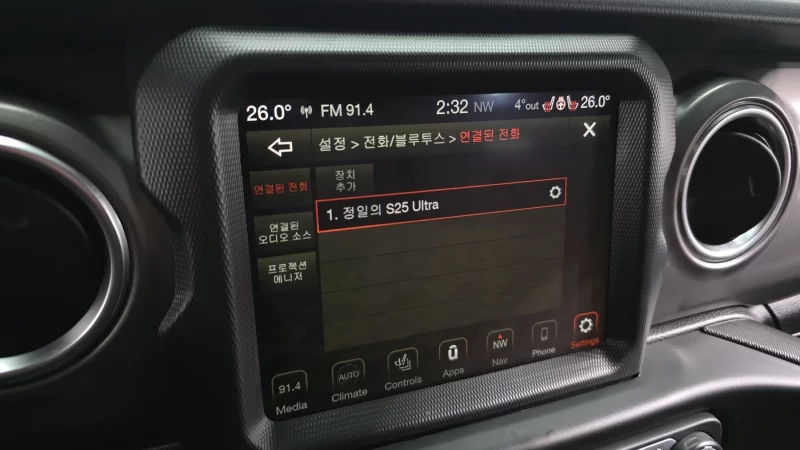 26.0° FM 91.4 2:32 NW 4°out 26.0°
설정 > 전화/블루투스 > 연결된 전화 X
연결된 전화
장치
추가
1. 정일의 S25 Ultra
연결된
오디오 소스
프로젝션
메니저
91.4
Media
AUTO
Climate
Controls
Apps
NW
Nav
Phone
Settings